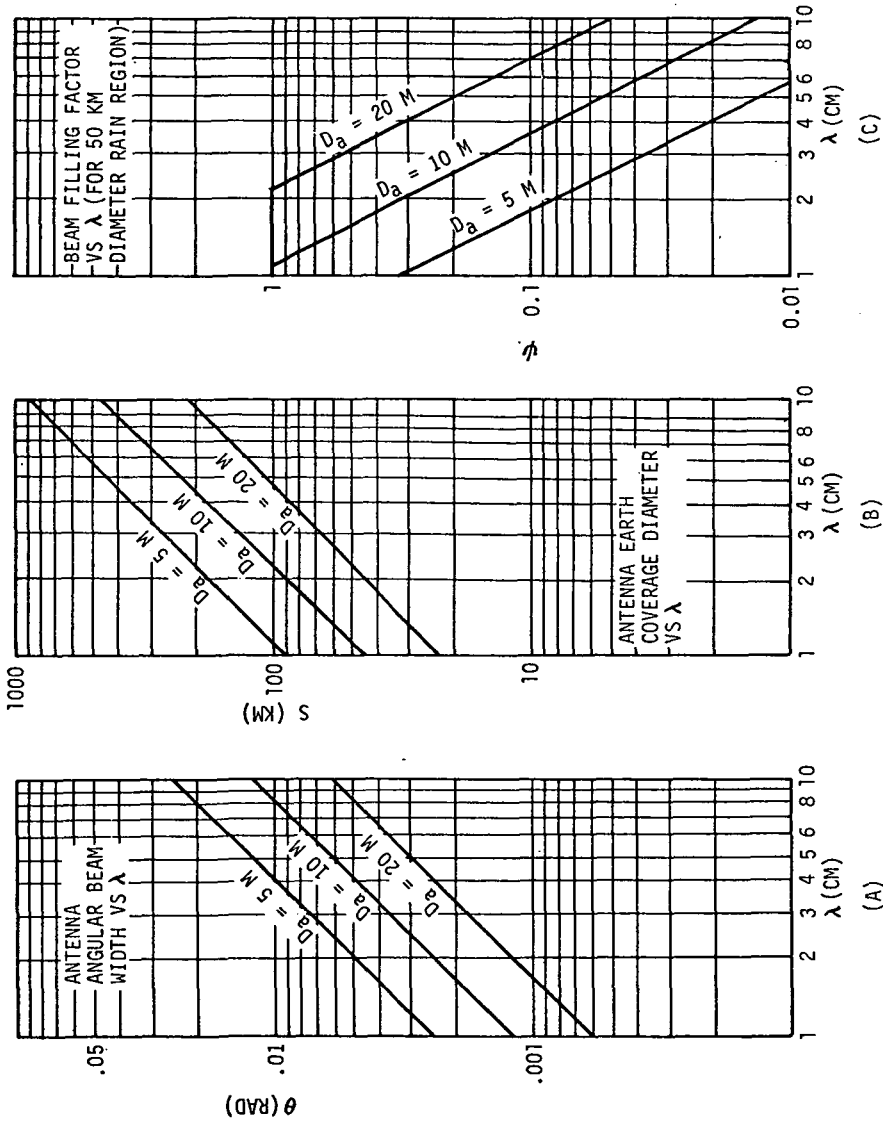 ANTENNA
ANGULAR BEAM
WIDTH VS λ
.05
.01
.001
θ (RAD)
Da = 5 M
Da = 10 M
Da = 20 M
1
2
3
4
5
6
8
10
λ (CM)
(A)
1000
100
10
S (KM)
Da = 5 M
Da = 10 M
Da = 20 M
ANTENNA EARTH
COVERAGE DIAMETER
VS λ
1
2
3
4
5
6
8
10
λ (CM)
(B)
BEAM FILLING FACTOR
VS λ (FOR 50 KM
DIAMETER RAIN REGION)
1
0.1
0.01
ψ
Da = 20 M
Da = 10 M
Da = 5 M
1
2
3
4
5
6
8
10
λ (CM)
(C)